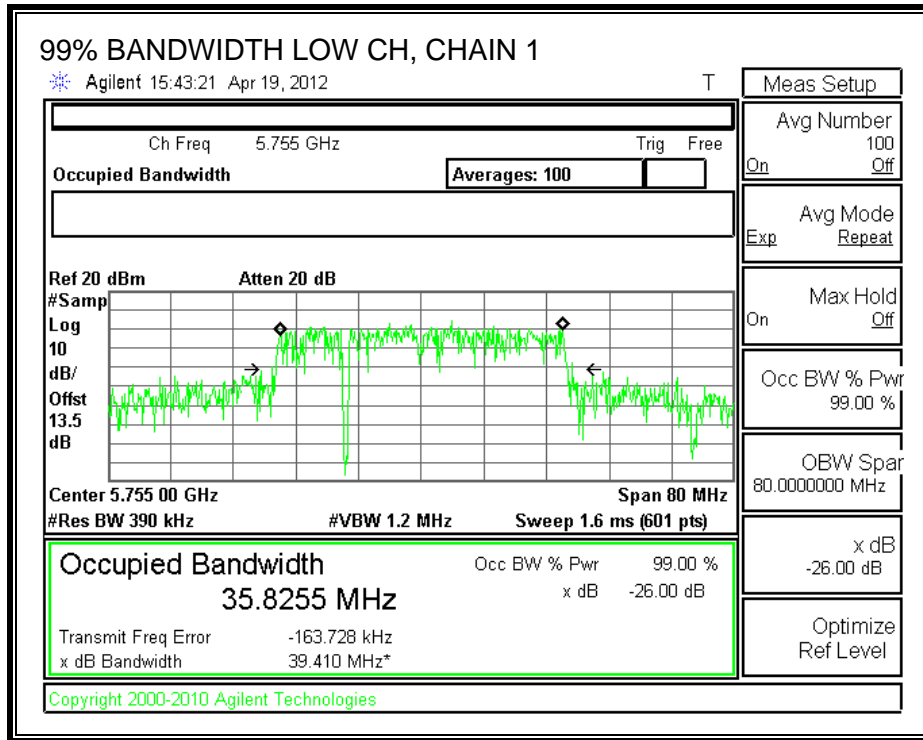 99% BANDWIDTH LOW CH, CHAIN 1
Agilent 15:43:21 Apr 19, 2012 T
Meas Setup
Avg Number
100
On Off
Ch Freq 5.755 GHz Trig Free
Occupied Bandwidth Averages: 100
Avg Mode
Exp Repeat
Ref 20 dBm Atten 20 dB
#Samp
Log
10
dB/
Offst
13.5
dB
Max Hold
On Off
Occ BW % Pwr
99.00 %
OBW Span
80.0000000 MHz
Center 5.755 00 GHz Span 80 MHz
#Res BW 390 kHz #VBW 1.2 MHz Sweep 1.6 ms (601 pts)
Occupied Bandwidth
35.8255 MHz
Occ BW % Pwr 99.00 %
x dB -26.00 dB
Transmit Freq Error -163.728 kHz
x dB Bandwidth 39.410 MHz*
x dB
-26.00 dB
Optimize
Ref Level
Copyright 2000-2010 Agilent Technologies